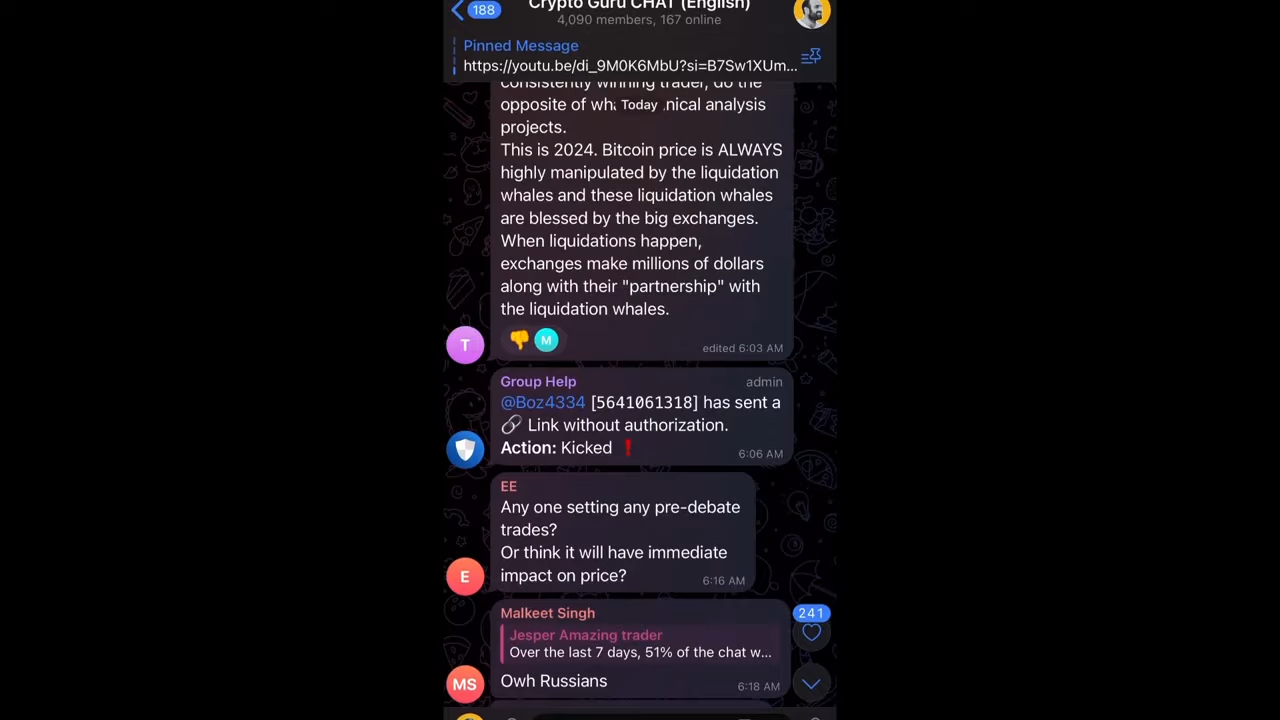 188
Crypto Guru CHAT (English)
4,090 members, 167 online
Pinned Message
https://youtu.be/di_9M0K6MbU?si=B7Sw1XUm...
consistently winning trader, do the
opposite of wh Today nical analysis
projects.
This is 2024. Bitcoin price is ALWAYS
highly manipulated by the liquidation
whales and these liquidation whales
are blessed by the big exchanges.
When liquidations happen,
exchanges make millions of dollars
along with their "partnership" with
the liquidation whales.
T
M
edited 6:03 AM
Group Help admin
@Boz4334 [5641061318] has sent a
Link without authorization.
Action: Kicked ❗
6:06 AM
EE
Any one setting any pre-debate
trades?
Or think it will have immediate
impact on price?
E
6:16 AM
Malkeet Singh
241
Jesper Amazing trader
Over the last 7 days, 51% of the chat w...
Owh Russians
MS
6:18 AM